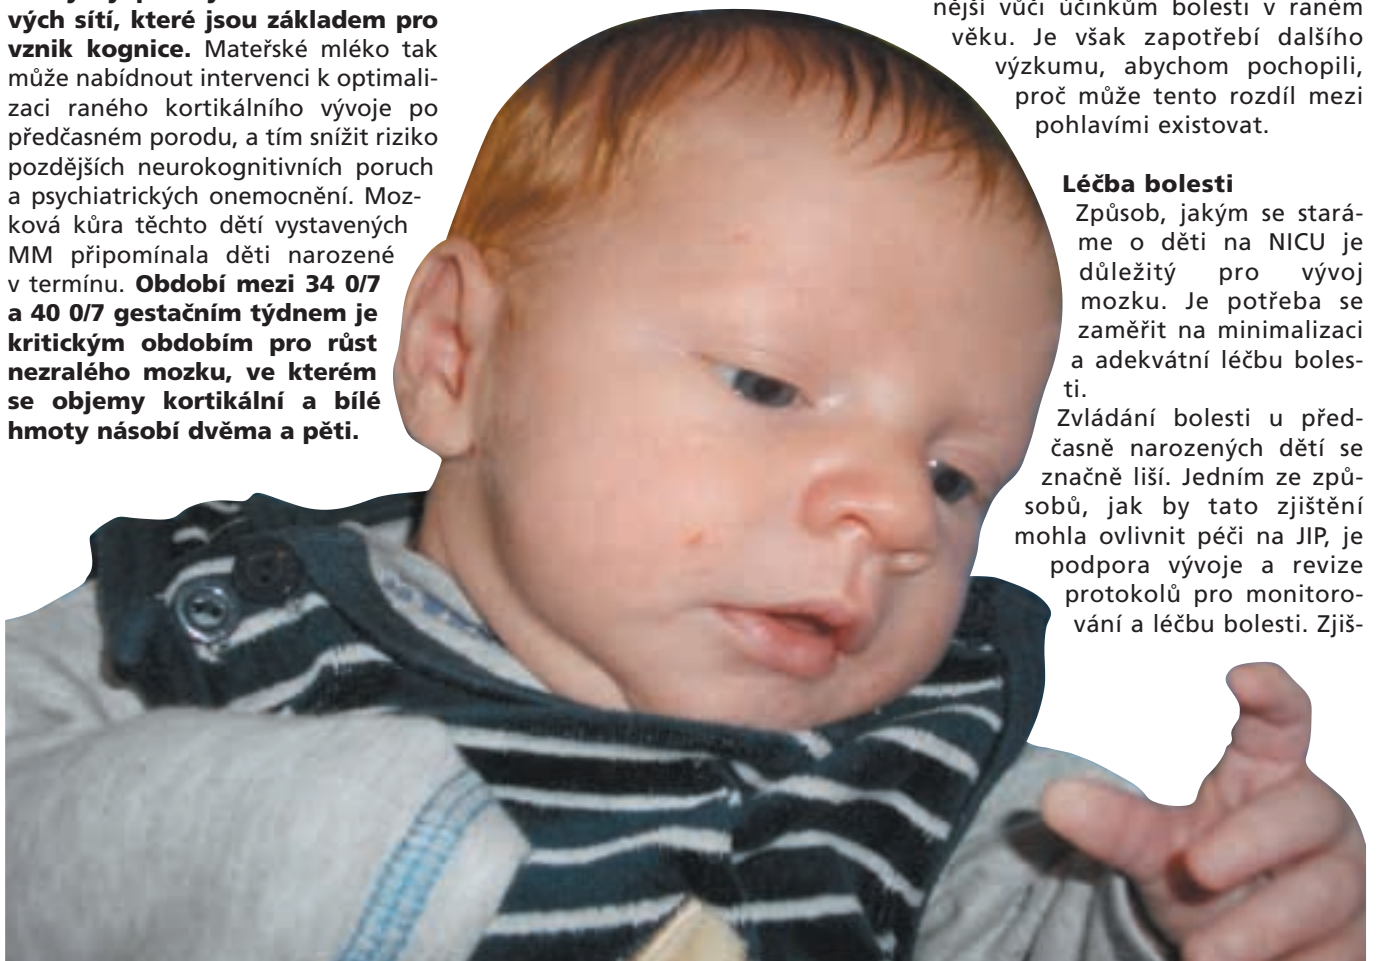 vých sítí, které jsou základem pro
vznik kognice. Mateřské mléko tak
může nabídnout intervenci k optimali-
zaci raného kortikálního vývoje po
předčasném porodu, a tím snížit riziko
pozdějších neurokognitivních poruch
a psychiatrických onemocnění. Moz-
ková kůra těchto dětí vystavených
MM připomínala děti narozené
v termínu. Období mezi 34 0/7
a 40 0/7 gestačním týdnem je
kritickým obdobím pro růst
nezralého mozku, ve kterém
se objemy kortikální a bílé
hmoty násobí dvěma a pěti.
nější vůči účinkům bolesti v raném
věku. Je však zapotřebí dalšího
výzkumu, abychom pochopili,
proč může tento rozdíl mezi
pohlavími existovat.
Léčba bolesti
Způsob, jakým se stará-
me o děti na NICU je
důležitý pro vývoj
mozku. Je potřeba se
zaměřit na minimalizaci
a adekvátní léčbu boles-
ti.
Zvládání bolesti u před-
časně narozených dětí se
značně liší. Jedním ze způ-
sobů, jak by tato zjištění
mohla ovlivnit péči na JIP, je
podpora vývoje a revize
protokolů pro monitoro-
vání a léčbu bolesti. Zjiš-